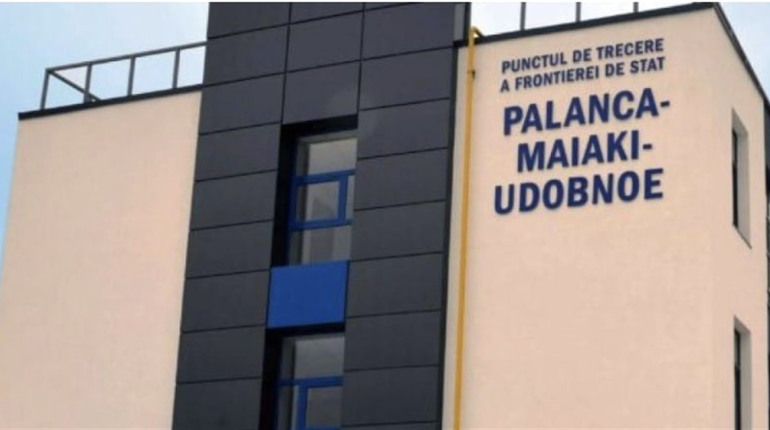 PUNCTUL DE TRECERE
A FRONTIEREI DE STAT
PALANCA-
MAIAKI-
UDOBNOE